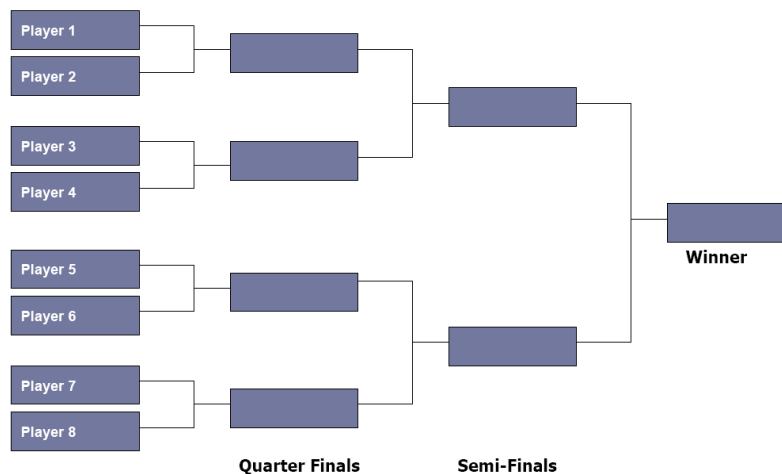 Player 1
Player 2
Player 3
Player 4
Player 5
Player 6
Player 7
Player 8
Quarter Finals
Semi-Finals
Winner